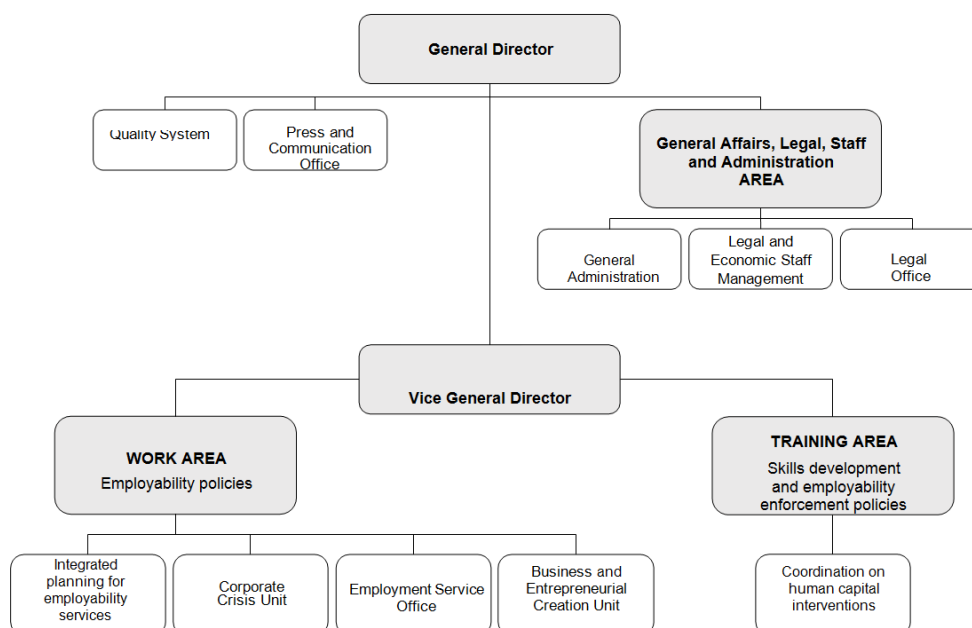 General Director
Quality System
Press and
Communication
Office
General Affairs, Legal, Staff
and Administration
AREA
General
Administration
Legal and
Economic Staff
Management
Legal
Office
Vice General Director
WORK AREA
Employability policies
TRAINING AREA
Skills development
and employability
enforcement policies
Integrated
planning for
employability
services
Corporate
Crisis Unit
Employment Service
Office
Business and
Entrepreneurial
Creation Unit
Coordination on
human capital
interventions